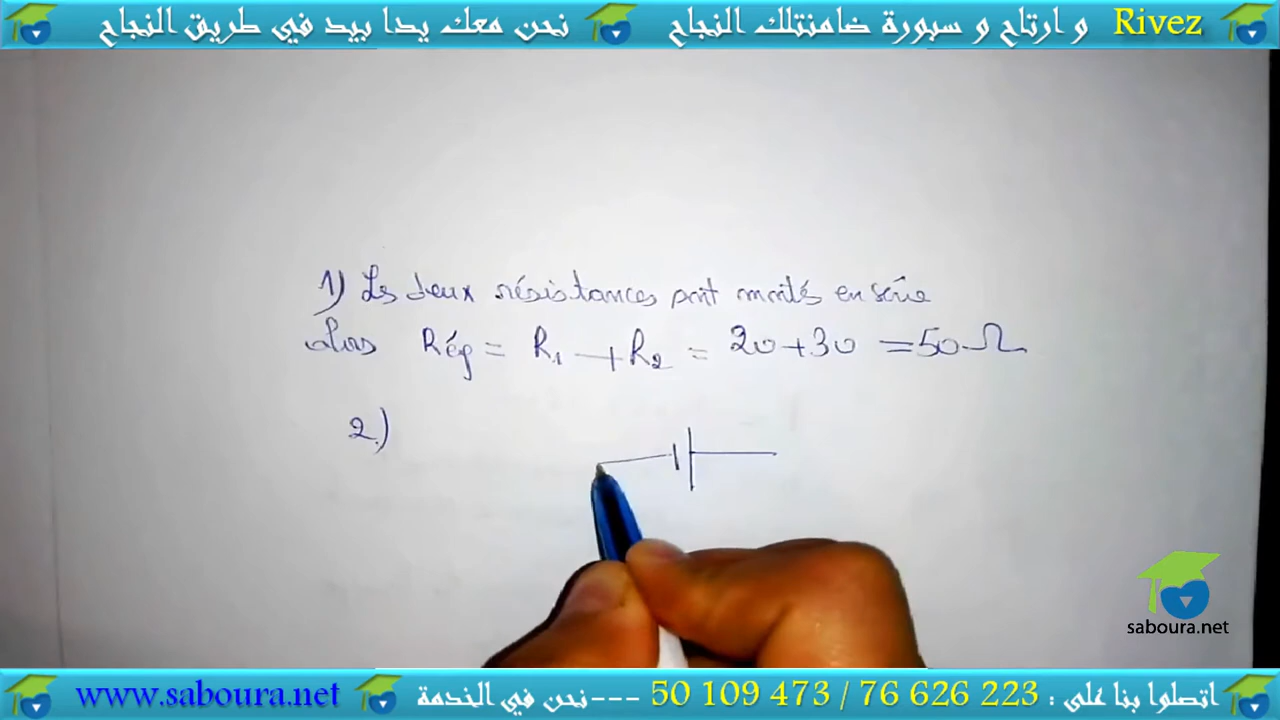 نحن معك يدا بيد في طريق النجاح و ارتاح و سبورة ضامنتلك النجاح Rivez
1) Les deux résistances sont montés en série
alors Réq = R₁ + R₂ = 20 + 30 = 50 Ω
2.)
saboura.net
www.saboura.net نحن في الخدمة --- 50 109 473 / 76 626 223 : اتصلوا بنا على